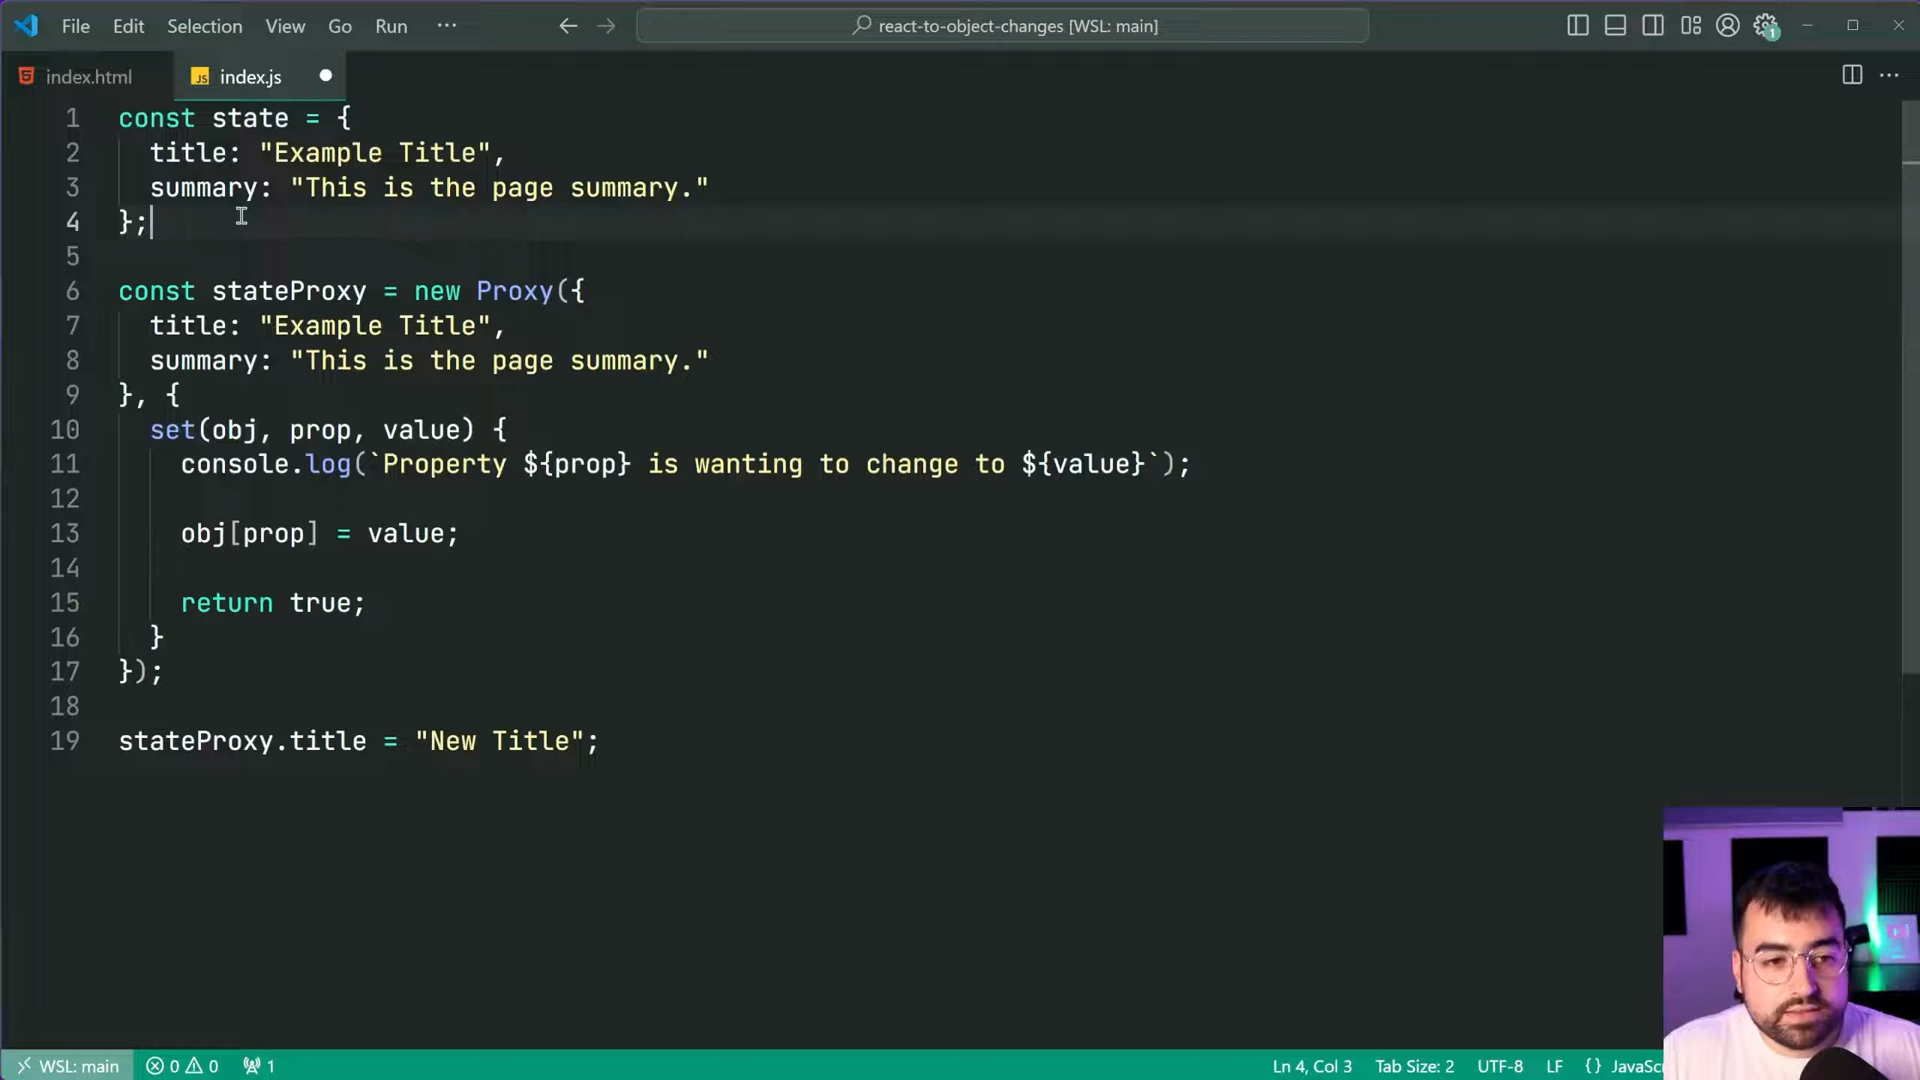 File Edit Selection View Go Run ··· react-to-object-changes [WSL: main] 1
index.html JS index.js
1 const state = {
2 title: "Example Title",
3 summary: "This is the page summary."
4 };
5
6 const stateProxy = new Proxy({
7 title: "Example Title",
8 summary: "This is the page summary."
9 }, {
10 set(obj, prop, value) {
11 console.log(`Property ${prop} is wanting to change to ${value}`);
12
13 obj[prop] = value;
14
15 return true;
16 }
17 });
18
19 stateProxy.title = "New Title";
WSL: main 0 0 1 Ln 4, Col 3 Tab Size: 2 UTF-8 LF {} JavaSc